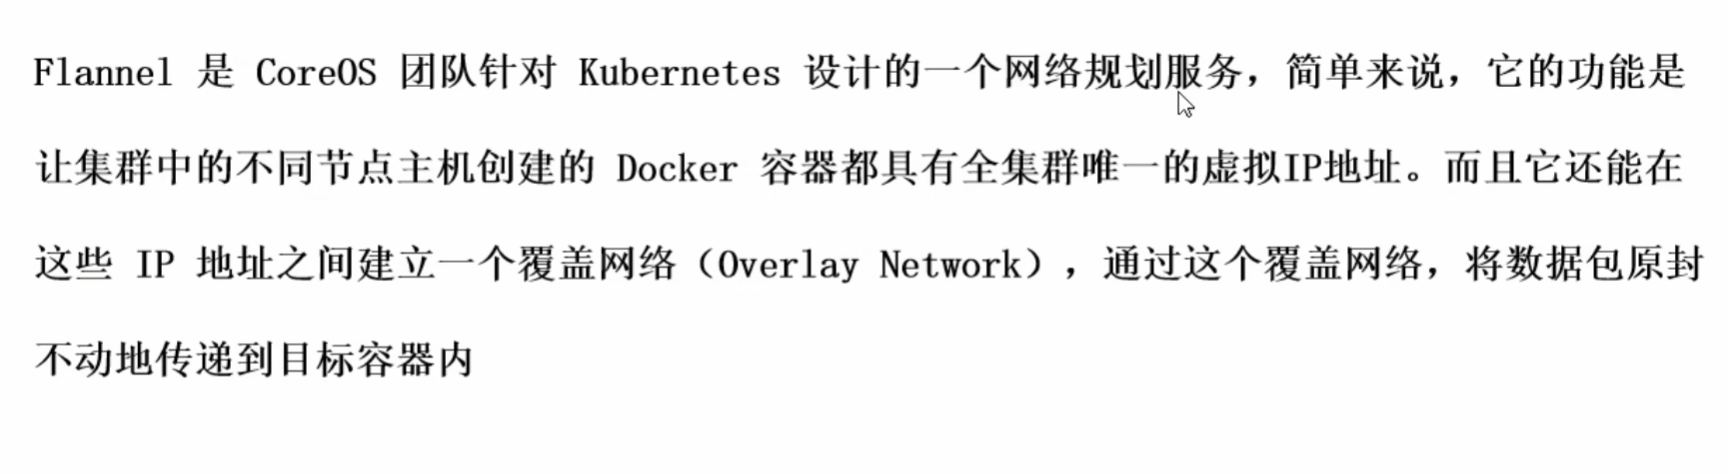 Flannel 是 CoreOS 团队针对 Kubernetes 设计的一个网络规划服务，简单来说，它的功能是
让集群中的不同节点主机创建的 Docker 容器都具有全集群唯一的虚拟IP地址。而且它还能在
这些 IP 地址之间建立一个覆盖网络（Overlay Network），通过这个覆盖网络，将数据包原封
不动地传递到目标容器内